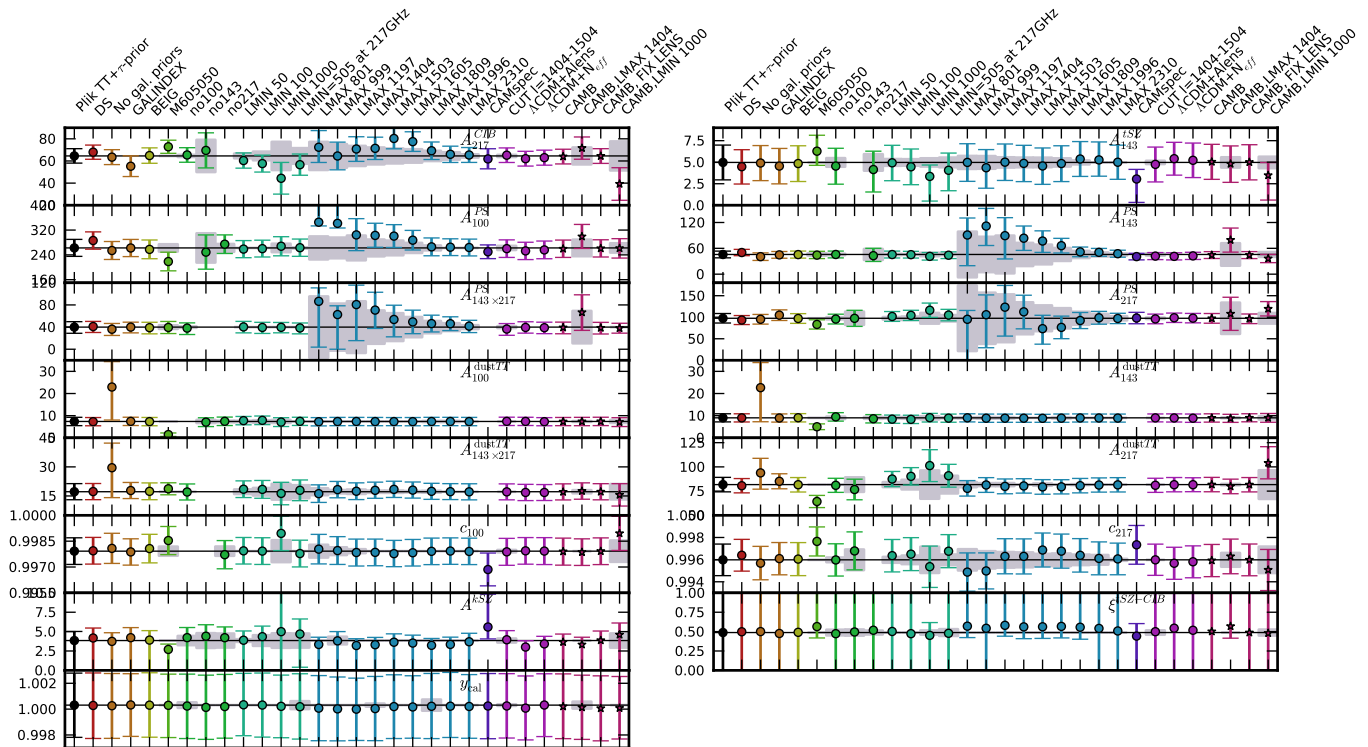 Plik TT+τ-prior
DS
No gal. priors
GALINDEX
BEIG
M605050
no100
no143
no217
LMIN 50
LMIN 100
LMIN 1000
LMIN=505 at 217GHz
LMAX 801
LMAX 999
LMAX 1197
LMAX 1404
LMAX 1503
LMAX 1605
LMAX 1809
LMAX 1996
LMAX 2310
CAMspec
CUT l=1404-1504
ΛCDM+Alens
ΛCDM+N_eff
CAMB
CAMB,LMAX 1404
CAMB, FIX LENS
CAMB,LMIN 1000
80
60
40
A^CIB_217
320
240
160
A^PS_100
80
40
0
A^PS_143×217
30
20
10
A^dustTT_100
45
30
15
A^dustTT_143×217
1.0000
0.9985
0.9970
0.9955
c_100
7.5
5.0
2.5
0.0
A^kSZ
1.002
1.000
0.998
y_cal
Plik TT+τ-prior
DS
No gal. priors
GALINDEX
BEIG
M605050
no100
no143
no217
LMIN 50
LMIN 100
LMIN 1000
LMIN=505 at 217GHz
LMAX 801
LMAX 999
LMAX 1197
LMAX 1404
LMAX 1503
LMAX 1605
LMAX 1809
LMAX 1996
LMAX 2310
CAMspec
CUT l=1404-1504
ΛCDM+Alens
ΛCDM+N_eff
CAMB
CAMB,LMAX 1404
CAMB, FIX LENS
CAMB,LMIN 1000
7.5
5.0
2.5
0.0
A^tSZ_143
120
60
0
A^PS_143
150
100
50
0
A^PS_217
30
20
10
0
A^dustTT_143
125
100
75
50
A^dustTT_217
0.996
0.994
c_217
1.00
0.75
0.50
0.25
0.00
ξ^tSZ−CIB